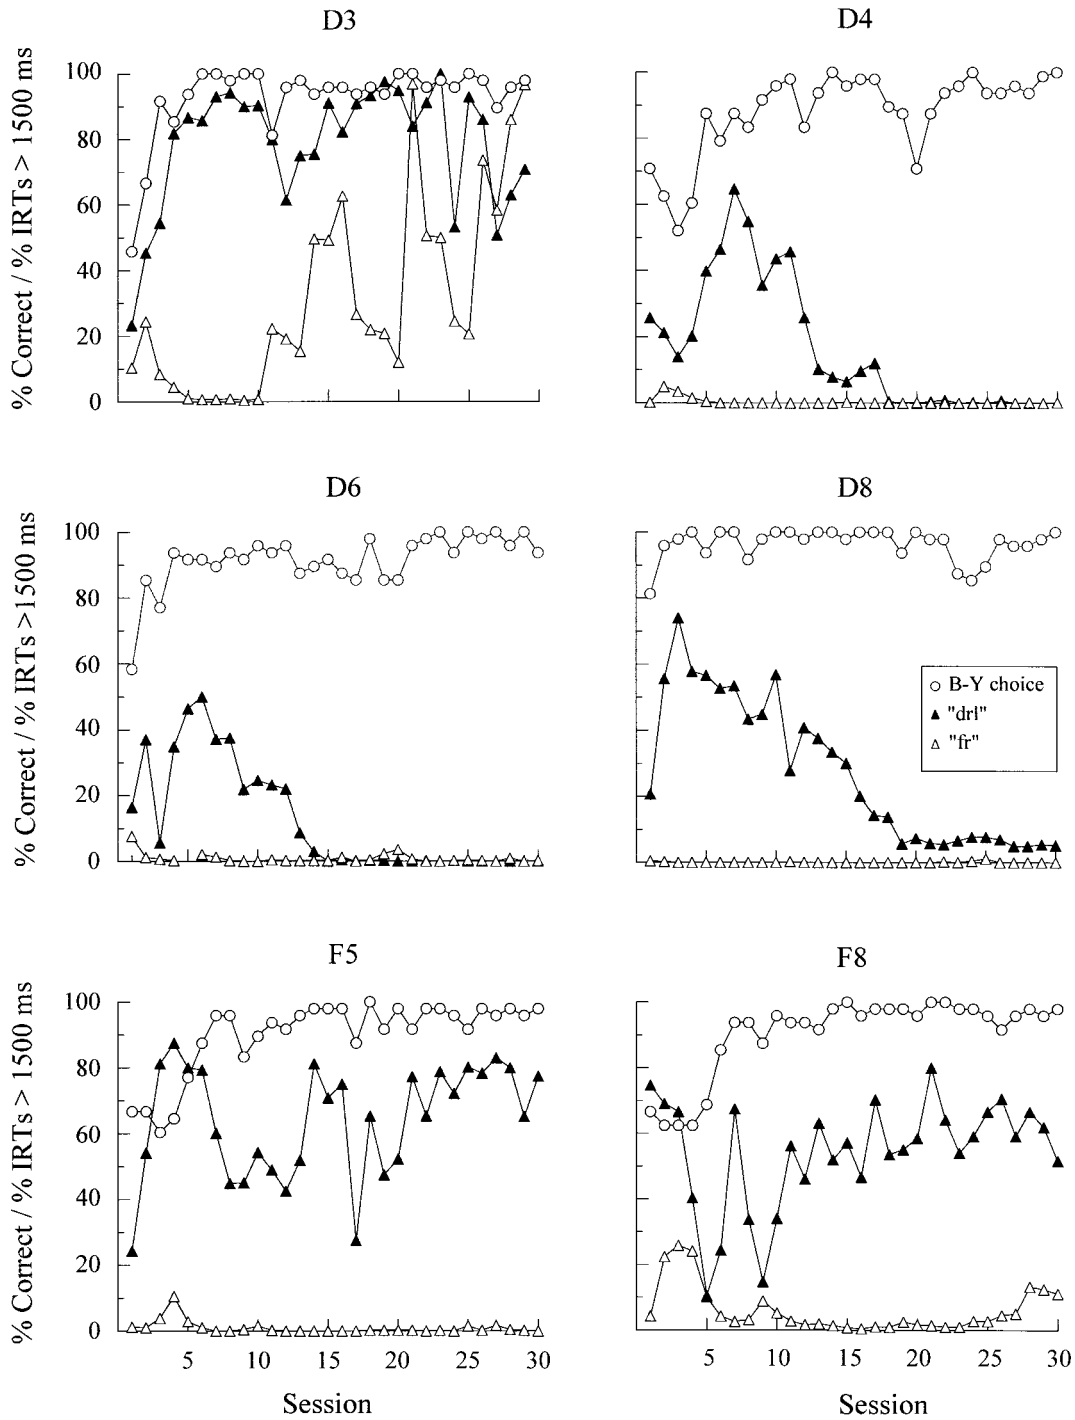 D3
D4
% Correct / % IRTs > 1500 ms
100
80
60
40
20
0
D6
D8
% Correct / % IRTs >1500 ms
100
80
60
40
20
0
B-Y choice
"drl"
"fr"
F5
F8
% Correct / % IRTs > 1500 ms
100
80
60
40
20
0
5 10 15 20 25 30
5 10 15 20 25 30
Session
Session